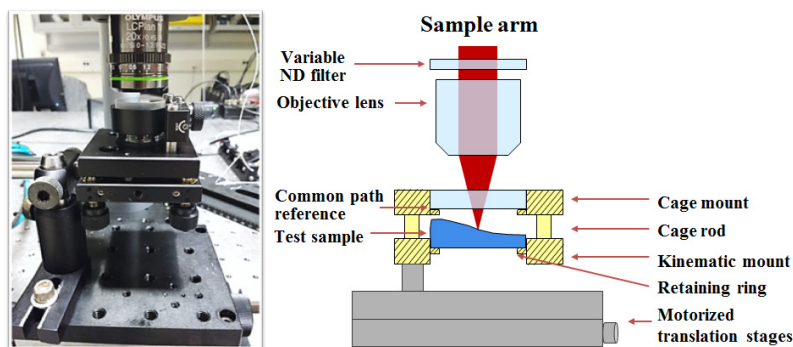 OLYMPUS
LCPlan
20x
Sample arm
Variable
ND filter
Objective lens
Common path
reference
Test sample
Cage mount
Cage rod
Kinematic mount
Retaining ring
Motorized
translation stages